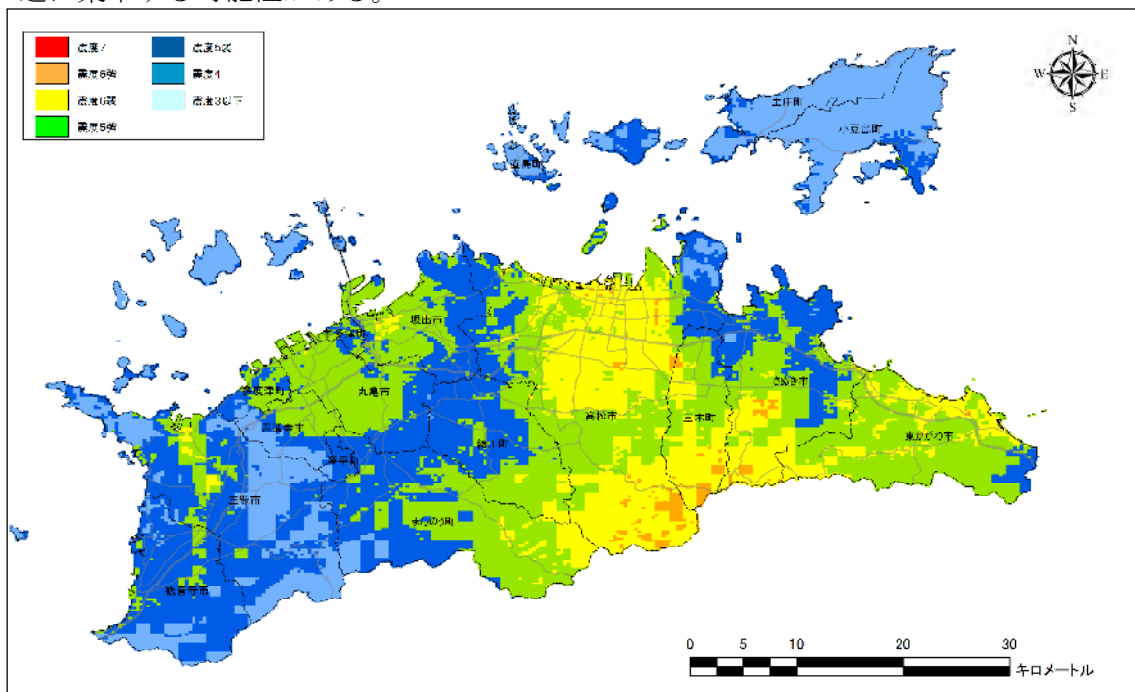 震度7
震度5弱
震度6強
震度4
震度6弱
震度3以下
震度5強
N
W
E
S
土庄町
小豆島町
直島町
坂出市
宇多津町
丸亀市
多度津町
善通寺市
琴平町
綾川町
高松市
三木町
さぬき市
東かがわ市
三豊市
まんのう町
観音寺市
0
5
10
20
30
キロメートル